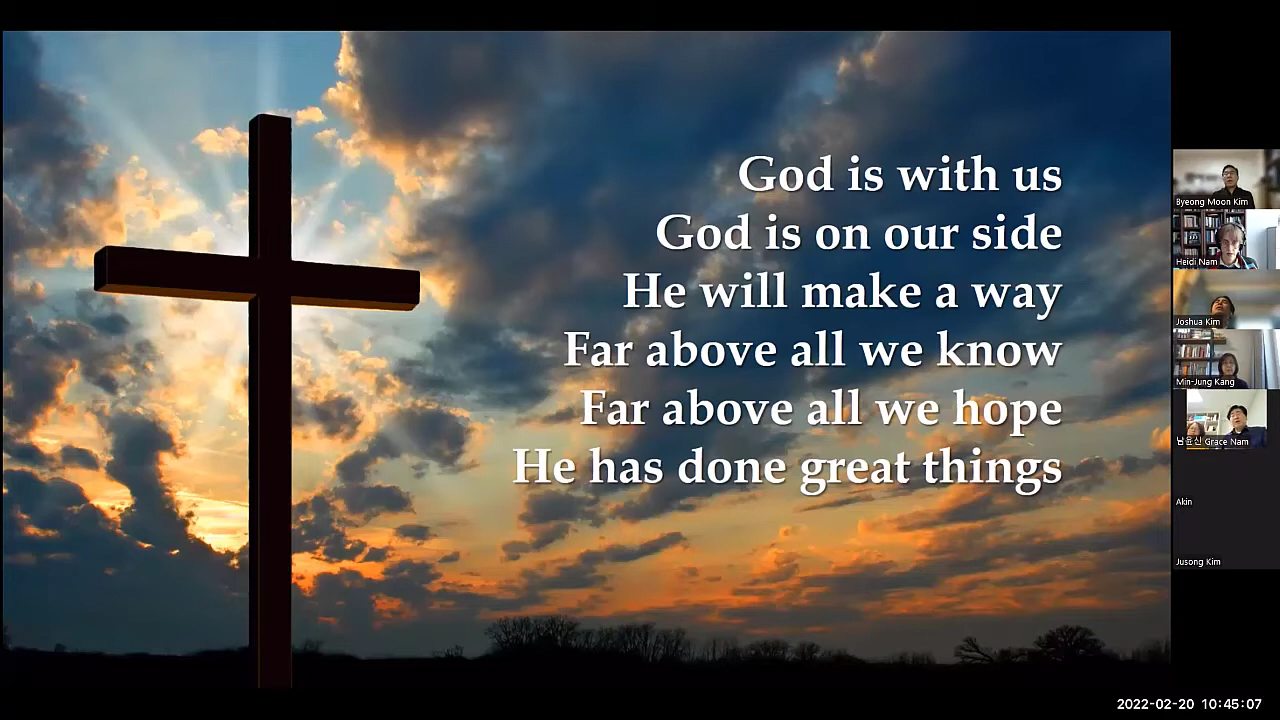 God is with us
God is on our side
He will make a way
Far above all we know
Far above all we hope
He has done great things
Byeong Moon Kim
Heidi Nam
Joshua Kim
Min-Jung Kang
남윤신 Grace Nam
Akin
Jusong Kim
2022-02-20 10:45:07